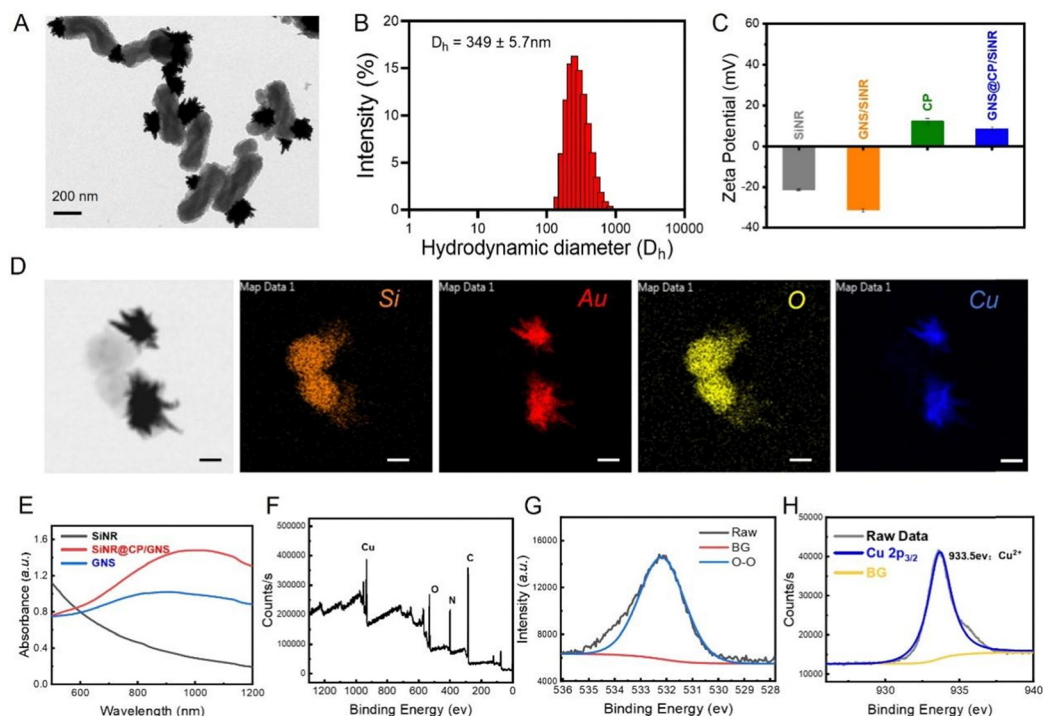 A
200 nm
B
Dh = 349 ± 5.7nm
Intensity (%)
20
15
10
5
0
1
10
100
1000
10000
Hydrodynamic diameter (Dh)
C
Zeta Potential (mV)
60
40
20
0
-20
-40
SiNR
GNS/SiNR
CP
GNS@CP/SiNR
D
Map Data 1
Si
Map Data 1
Au
Map Data 1
O
Map Data 1
Cu
E
SiNR
SiNR@CP/GNS
GNS
Absorbance (a.u.)
1.8
1.4
0.9
0.5
0.0
600
800
1000
1200
Wavelength (nm)
F
Counts/s
500000
400000
300000
200000
100000
0
Cu
O
N
C
1200
1000
800
600
400
200
0
Binding Energy (ev)
G
Raw
BG
O-O
Intensity (a.u.)
16000
12000
8000
4000
536
535
534
533
532
531
530
529
528
Binding Energy (ev)
H
Raw Data
Cu 2p3/2
BG
933.5ev: Cu2+
Counts/s
50000
40000
30000
20000
10000
930
935
940
Binding Energy (ev)